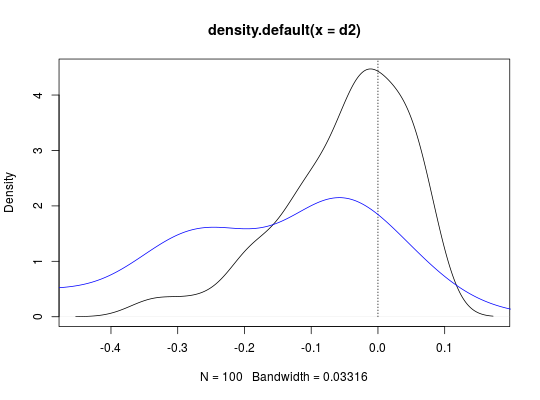 density.default(x = d2)
Density
4
3
2
1
0
-0.4 -0.3 -0.2 -0.1 0.0 0.1
N = 100 Bandwidth = 0.03316